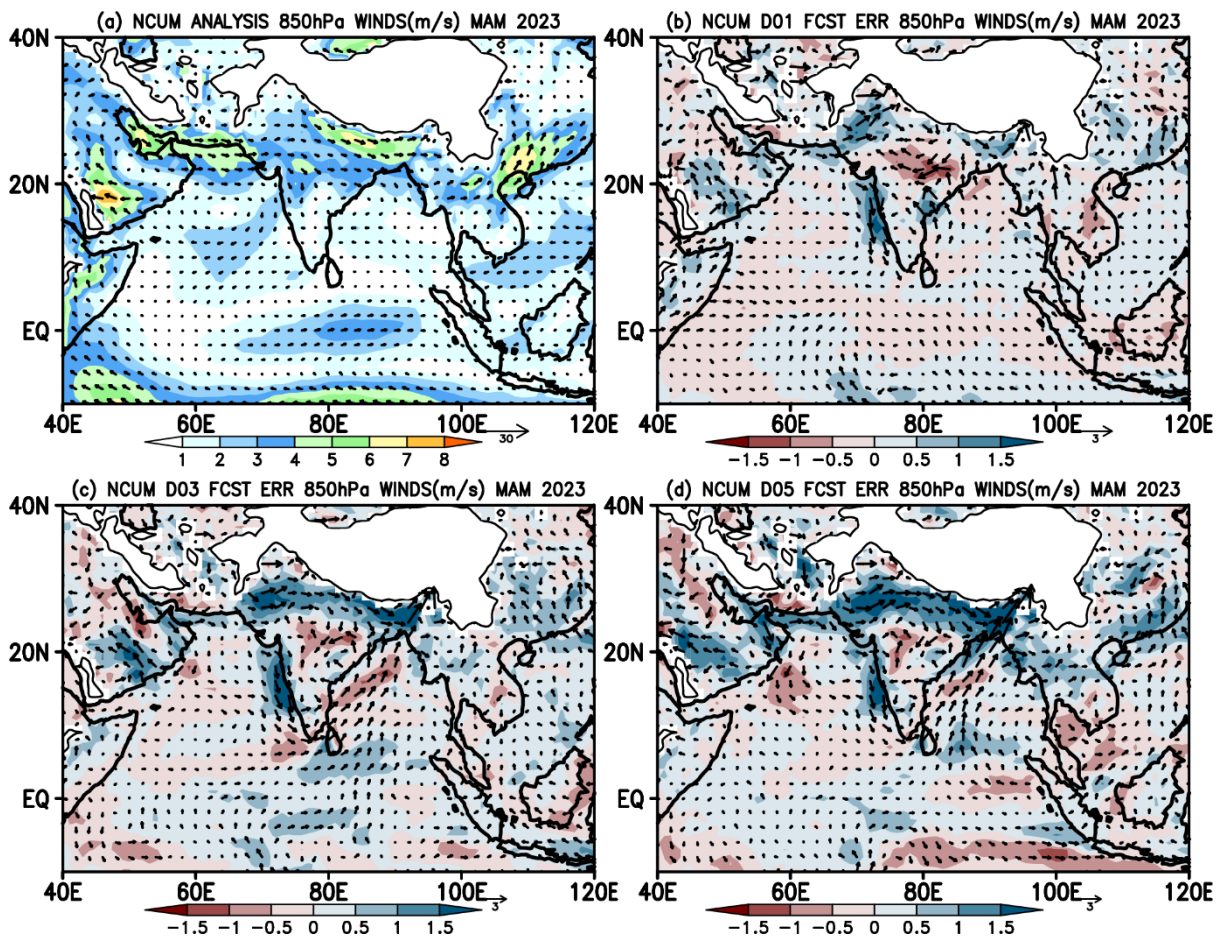 (a) NCUM ANALYSIS 850hPa WINDS(m/s) MAM 2023
40N
20N
EQ
40E 60E 80E 100E 120E
30
1 2 3 4 5 6 7 8
(b) NCUM D01 FCST ERR 850hPa WINDS(m/s) MAM 2023
40N
20N
EQ
40E 60E 80E 100E 120E
3
−1.5 −1 −0.5 0 0.5 1 1.5
(c) NCUM D03 FCST ERR 850hPa WINDS(m/s) MAM 2023
40N
20N
EQ
40E 60E 80E 100E 120E
3
−1.5 −1 −0.5 0 0.5 1 1.5
(d) NCUM D05 FCST ERR 850hPa WINDS(m/s) MAM 2023
40N
20N
EQ
40E 60E 80E 100E 120E
3
−1.5 −1 −0.5 0 0.5 1 1.5